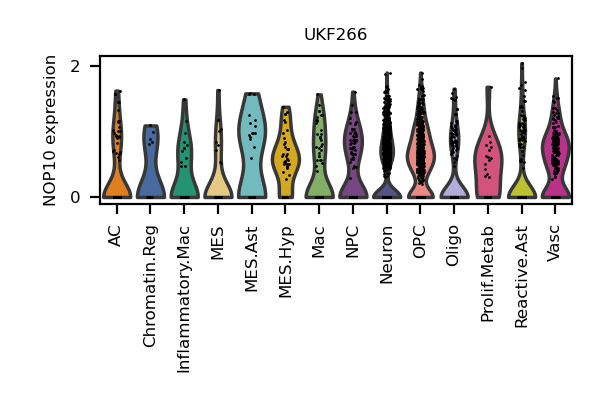 UKF266
NOP10 expression
2
0
AC
Chromatin.Reg
Inflammatory.Mac
MES
MES.Ast
MES.Hyp
Mac
NPC
Neuron
OPC
Oligo
Prolif.Metab
Reactive.Ast
Vasc